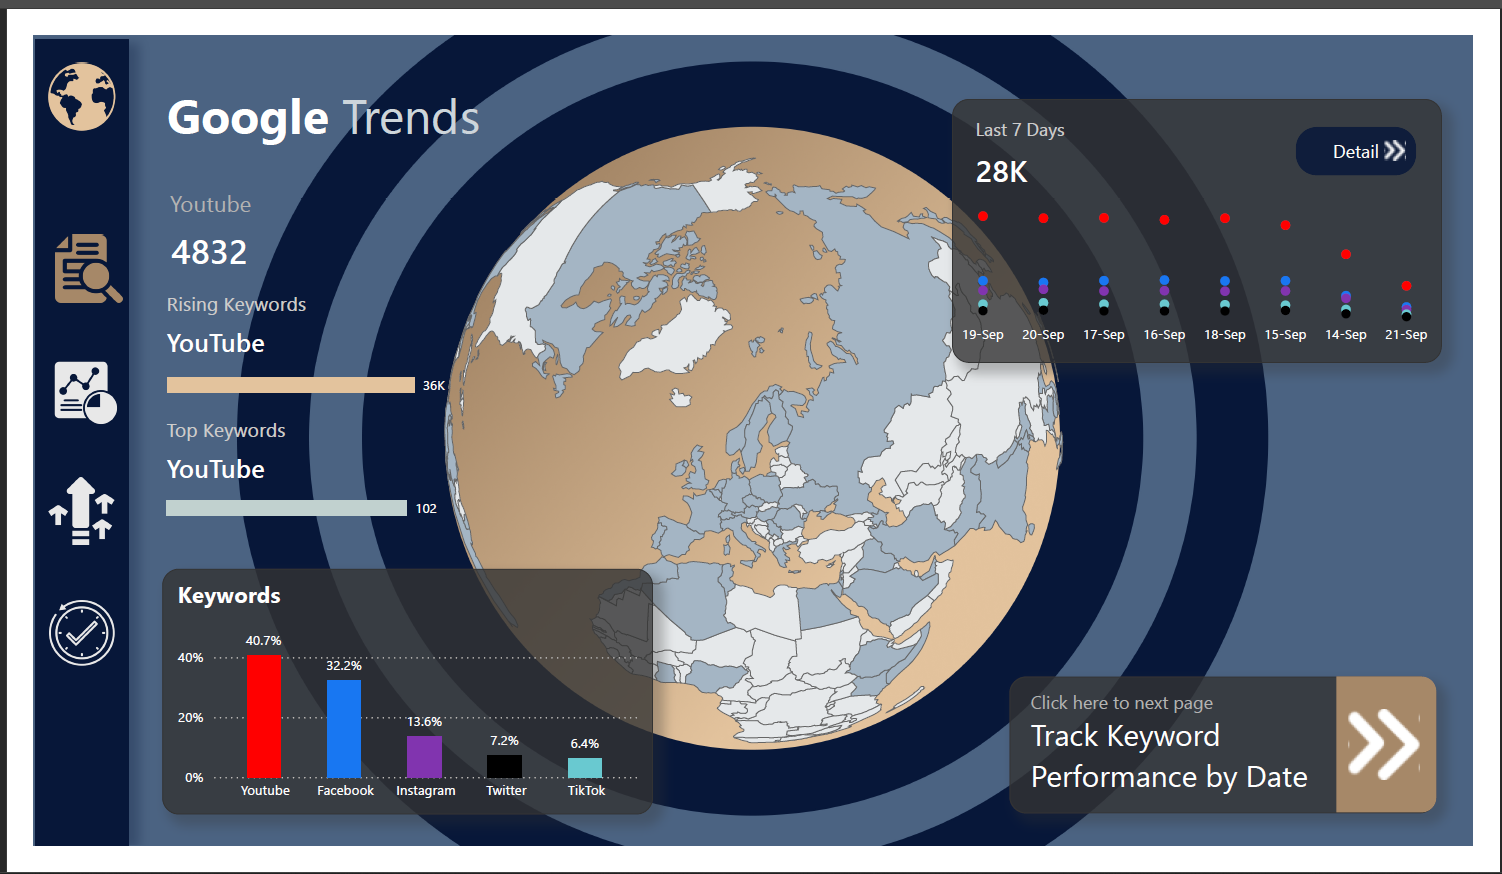 Google Trends
Youtube
4832
Rising Keywords
YouTube
36K
Top Keywords
YouTube
102
Keywords
40%
20%
0%
40.7%
32.2%
13.6%
7.2%
6.4%
Youtube Facebook Instagram Twitter TikTok
Last 7 Days
28K
Detail
19-Sep 20-Sep 17-Sep 16-Sep 18-Sep 15-Sep 14-Sep 21-Sep
Click here to next page
Track Keyword
Performance by Date